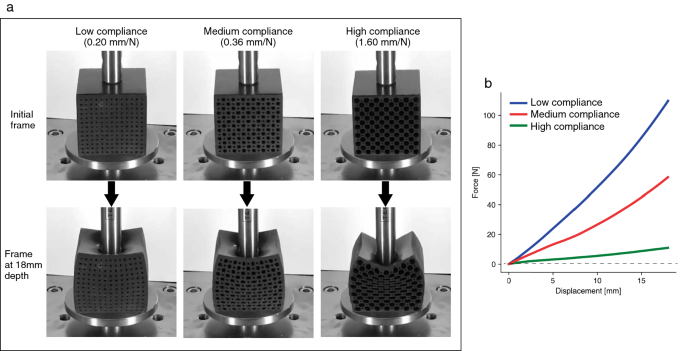 a
Low compliance
(0.20 mm/N)
Medium compliance
(0.36 mm/N)
High compliance
(1.60 mm/N)
Initial
frame
Frame
at 18mm
depth
b
Low compliance
Medium compliance
High compliance
Force [N]
100
80
60
40
20
0
0
5
10
15
Displacement [mm]